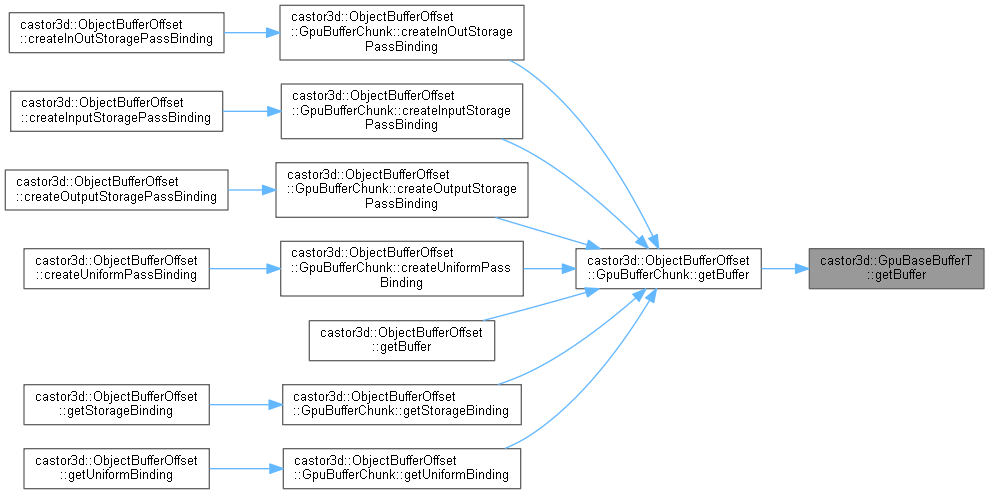 castor3d::ObjectBufferOffset
::createInOutStoragePassBinding
castor3d::ObjectBufferOffset
::GpuBufferChunk::createInOutStorage
PassBinding
castor3d::ObjectBufferOffset
::createInputStoragePassBinding
castor3d::ObjectBufferOffset
::GpuBufferChunk::createInputStorage
PassBinding
castor3d::ObjectBufferOffset
::createOutputStoragePassBinding
castor3d::ObjectBufferOffset
::GpuBufferChunk::createOutputStorage
PassBinding
castor3d::ObjectBufferOffset
::createUniformPassBinding
castor3d::ObjectBufferOffset
::GpuBufferChunk::createUniformPass
Binding
castor3d::ObjectBufferOffset
::GpuBufferChunk::getBuffer
castor3d::GpuBaseBufferT
::getBuffer
castor3d::ObjectBufferOffset
::getBuffer
castor3d::ObjectBufferOffset
::getStorageBinding
castor3d::ObjectBufferOffset
::GpuBufferChunk::getStorageBinding
castor3d::ObjectBufferOffset
::getUniformBinding
castor3d::ObjectBufferOffset
::GpuBufferChunk::getUniformBinding